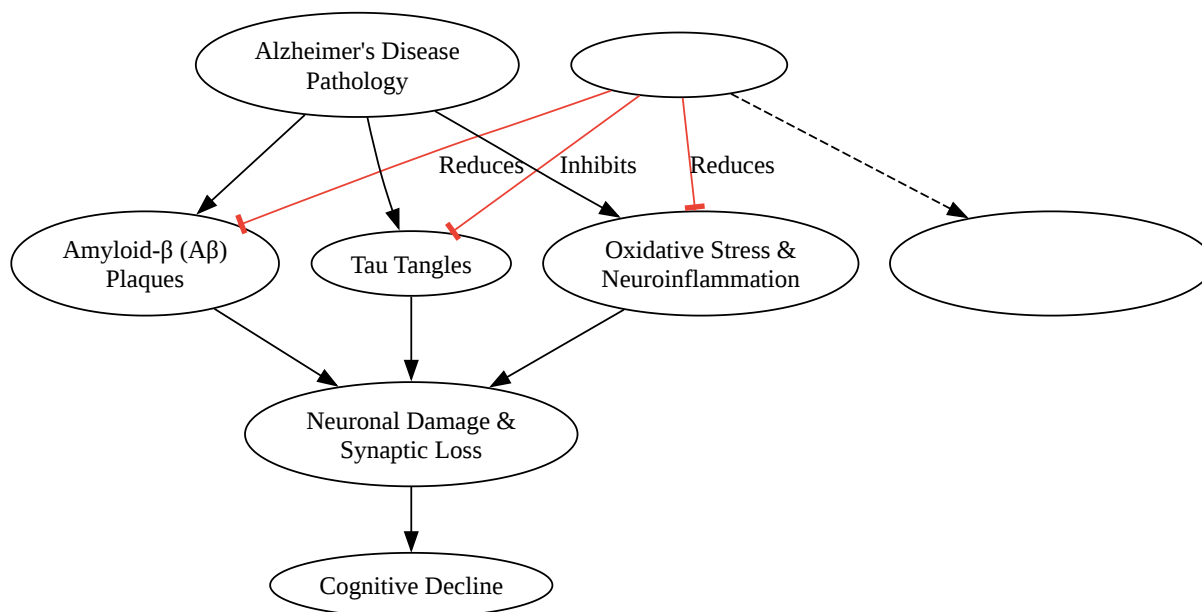 Alzheimer's Disease
Pathology
Reduces
Inhibits
Reduces
Amyloid-β (Aβ)
Plaques
Tau Tangles
Oxidative Stress &
Neuroinflammation
Neuronal Damage &
Synaptic Loss
Cognitive Decline